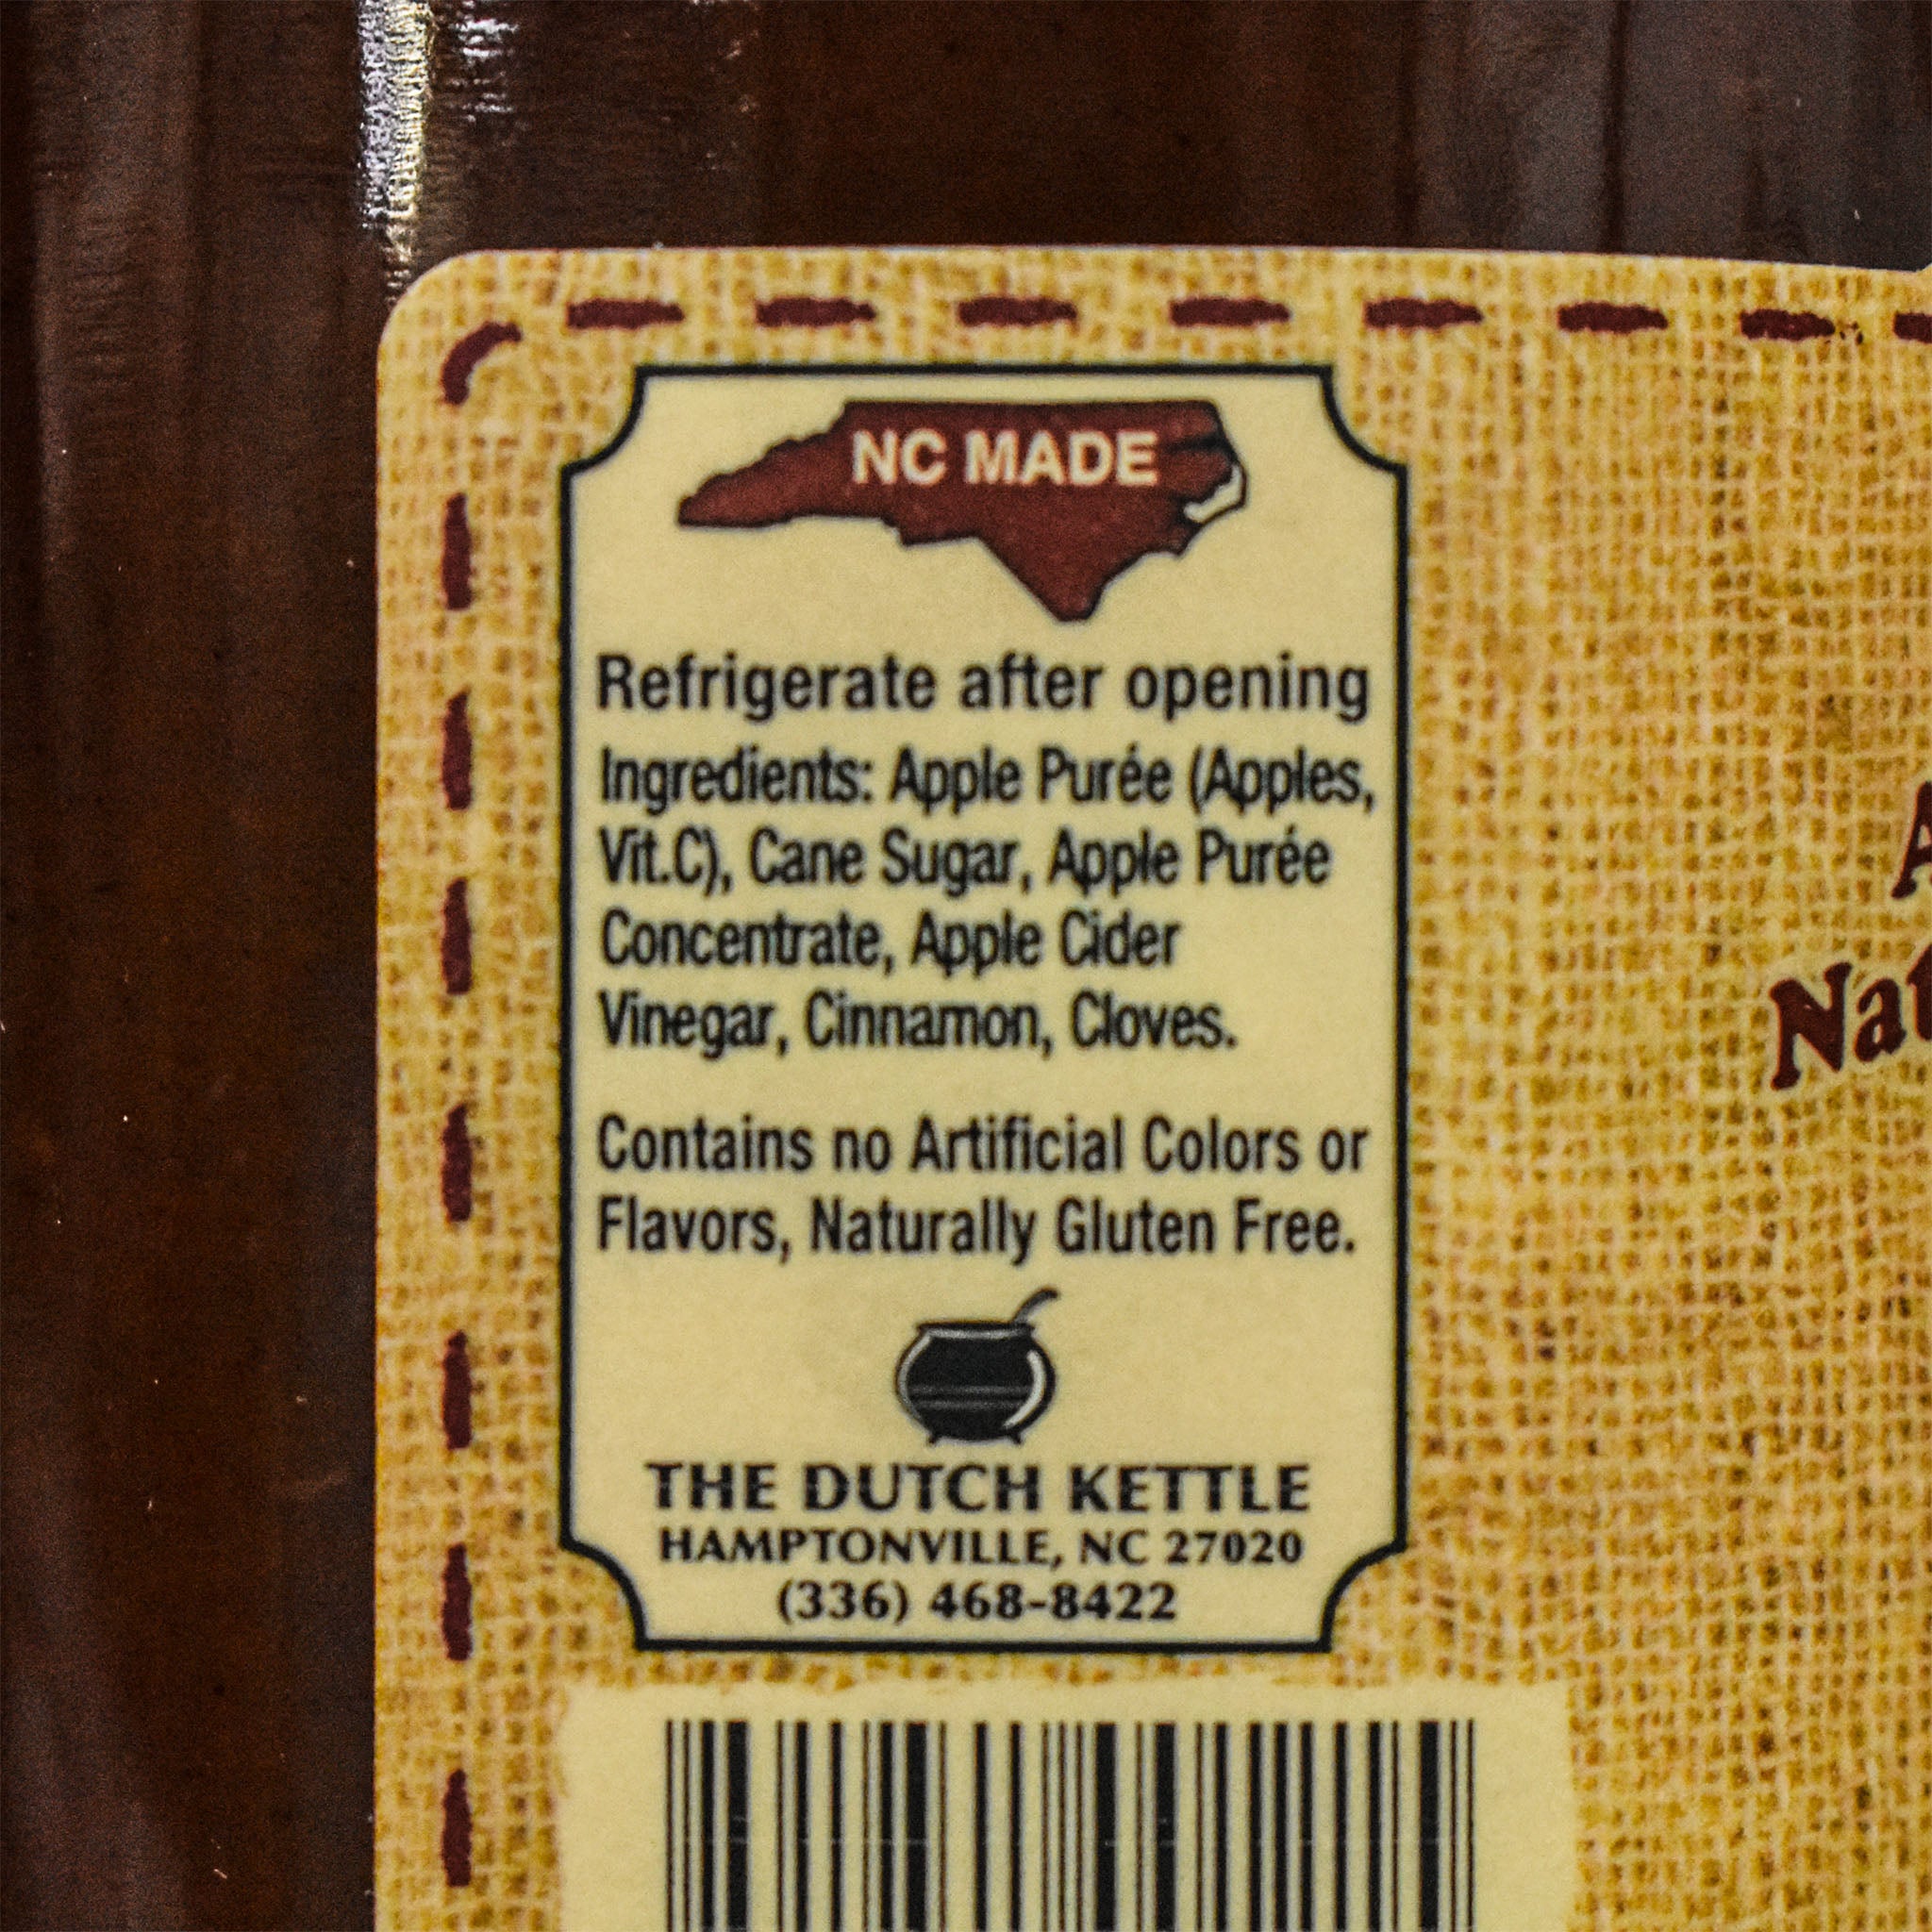 NC MADE
Refrigerate after opening
Ingredients: Apple Purée (Apples,
Vit.C), Cane Sugar, Apple Purée
Concentrate, Apple Cider
Vinegar, Cinnamon, Cloves.
Contains no Artificial Colors or
Flavors, Naturally Gluten Free.
THE DUTCH KETTLE
HAMPTONVILLE, NC 27020
(336) 468-8422